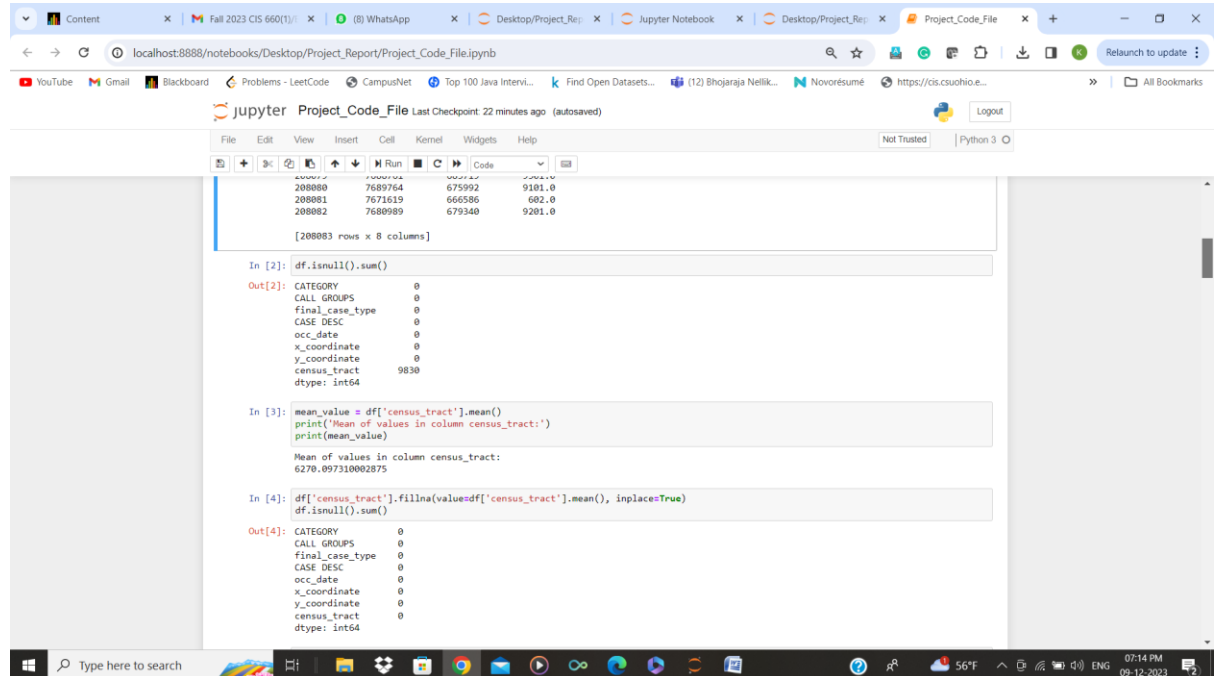 Content
Fall 2023 CIS 660(1)/
(8) WhatsApp
Desktop/Project_Rep
Jupyter Notebook
Desktop/Project_Rep
Project_Code_File
localhost:8888/notebooks/Desktop/Project_Report/Project_Code_File.ipynb
Relaunch to update
YouTube Gmail Blackboard Problems - LeetCode CampusNet Top 100 Java Intervi... Find Open Datasets... (12) Bhojaraja Nellik... Novorésumé https://cis.csuohio.e... » All Bookmarks
jupyter Project_Code_File Last Checkpoint: 22 minutes ago (autosaved) Logout
File Edit View Insert Cell Kernel Widgets Help Not Trusted Python 3
Run Code
208080 7689764 675992 9101.0
208081 7671619 666586 602.0
208082 7680989 679340 9201.0
[208083 rows x 8 columns]
In [2]: df.isnull().sum()
Out[2]: CATEGORY 0
CALL GROUPS 0
final_case_type 0
CASE DESC 0
occ_date 0
x_coordinate 0
y_coordinate 0
census_tract 9830
dtype: int64
In [3]: mean_value = df['census_tract'].mean()
print('Mean of values in column census_tract:')
print(mean_value)
Mean of values in column census_tract:
6270.097310002875
In [4]: df['census_tract'].fillna(value=df['census_tract'].mean(), inplace=True)
df.isnull().sum()
Out[4]: CATEGORY 0
CALL GROUPS 0
final_case_type 0
CASE DESC 0
occ_date 0
x_coordinate 0
y_coordinate 0
census_tract 0
dtype: int64
Type here to search
56°F ENG 07:14 PM
09-12-2023